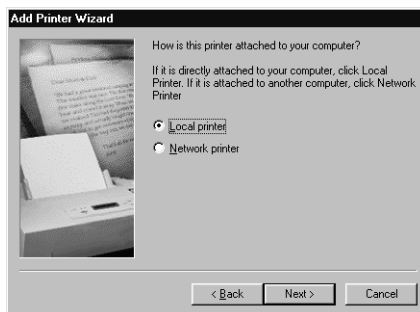 Add Printer Wizard
How is this printer attached to your computer?
If it is directly attached to your computer, click Local
Printer. If it is attached to another computer, click Network
Printer
Local printer
Network printer
< Back
Next >
Cancel